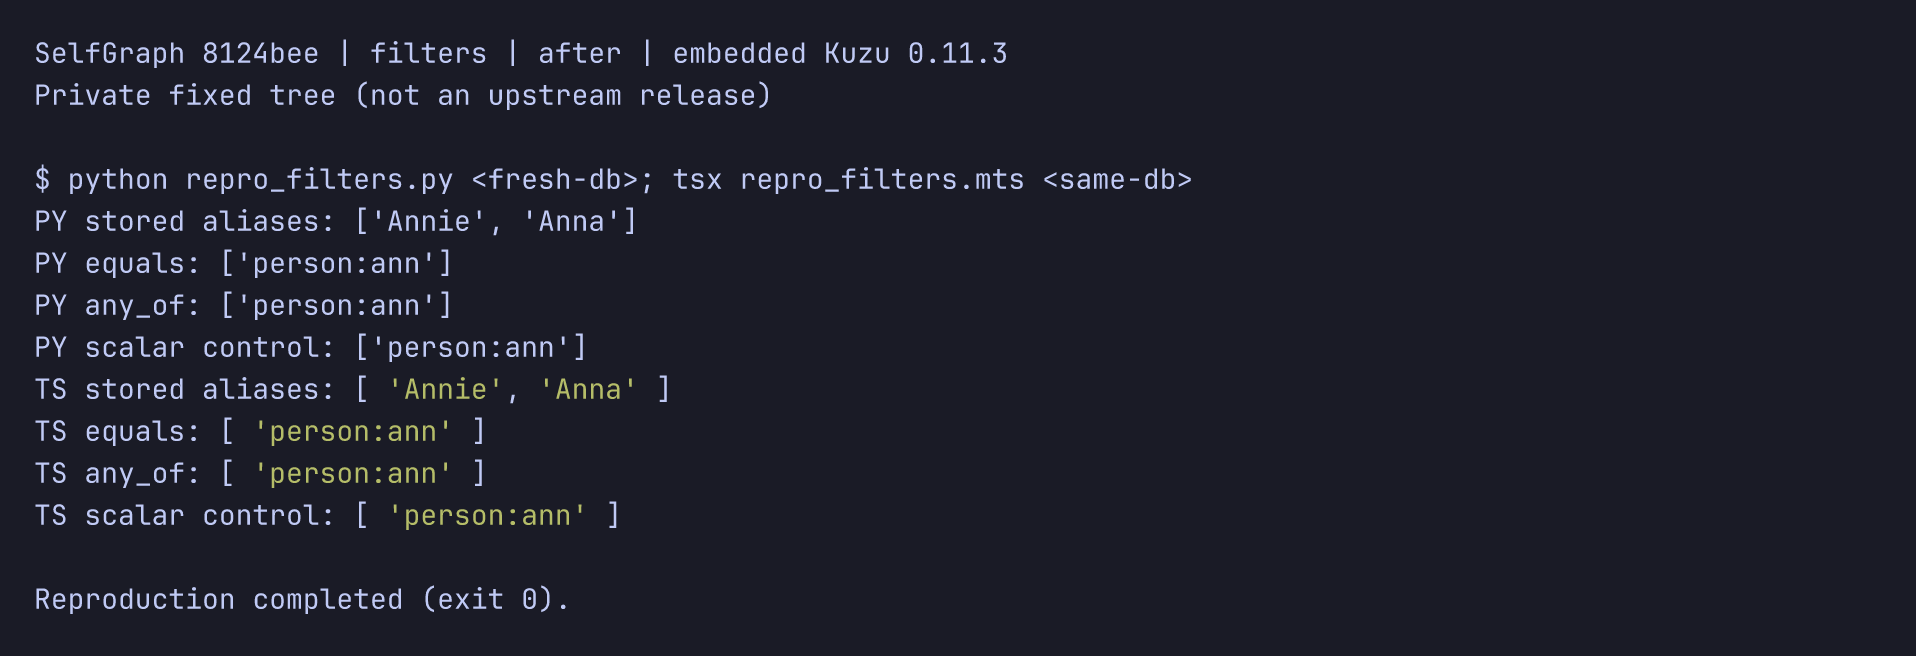 SelfGraph 8124bee | filters | after | embedded Kuzu 0.11.3
Private fixed tree (not an upstream release)
$ python repro_filters.py <fresh-db>; tsx repro_filters.mts <same-db>
PY stored aliases: ['Annie', 'Anna']
PY equals: ['person:ann']
PY any_of: ['person:ann']
PY scalar control: ['person:ann']
TS stored aliases: [ 'Annie', 'Anna' ]
TS equals: [ 'person:ann' ]
TS any_of: [ 'person:ann' ]
TS scalar control: [ 'person:ann' ]
Reproduction completed (exit 0).